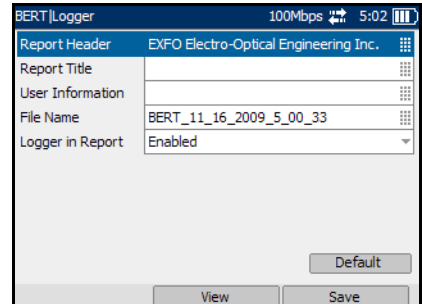 BERT|Logger 100Mbps 5:02
Report Header EXFO Electro-Optical Engineering Inc.
Report Title
User Information
File Name BERT_11_16_2009_5_00_33
Logger in Report Enabled
Default
View Save